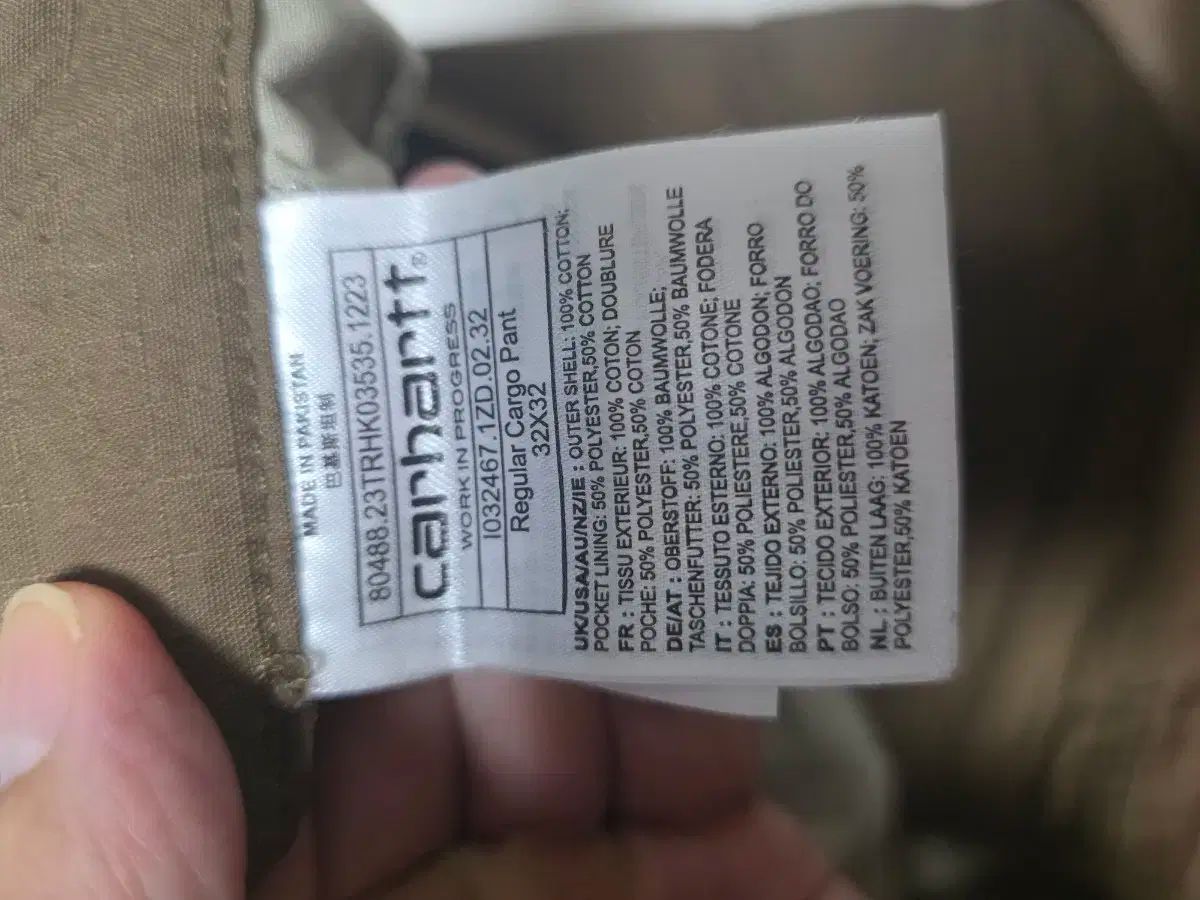 MADE IN PAKISTAN
巴基斯坦制
80488.23TRHK03535.1223
carhartt®
WORK IN PROGRESS
I032467.1ZD.02.32
Regular Cargo Pant
32X32
UK/USA/AU/NZ/IE : OUTER SHELL: 100% COTTON;
POCKET LINING: 50% POLYESTER,50% COTTON
FR : TISSU EXTERIEUR: 100% COTON; DOUBLURE
POCHE: 50% POLYESTER,50% COTON
DE/AT : OBERSTOFF: 100% BAUMWOLLE;
TASCHENFUTTER: 50% POLYESTER,50% BAUMWOLLE
IT : TESSUTO ESTERNO: 100% COTONE; FODERA
DOPPIA: 50% POLIESTERE,50% COTONE
ES : TEJIDO EXTERNO: 100% ALGODON; FORRO
BOLSILLO: 50% POLIESTER,50% ALGODON
PT : TECIDO EXTERIOR: 100% ALGODAO; FORRO DO
BOLSO: 50% POLIESTER,50% ALGODAO
NL : BUITEN LAAG: 100% KATOEN; ZAK VOERING: 50%
POLYESTER,50% KATOEN